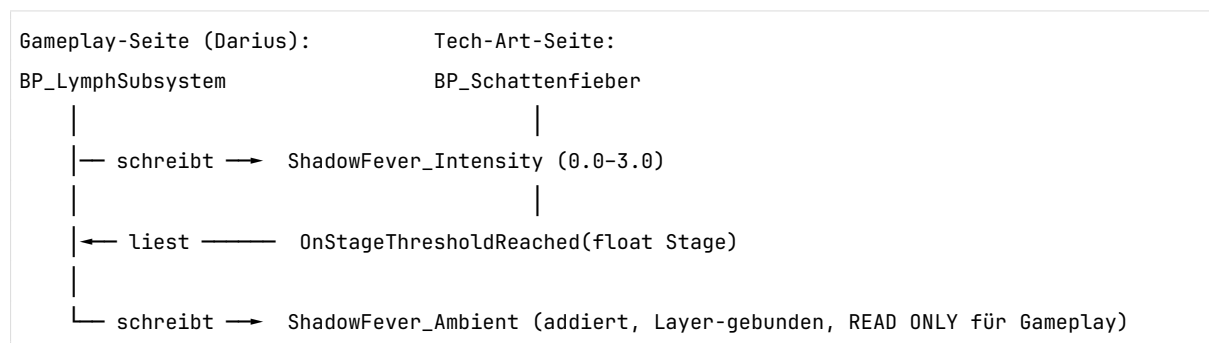 Gameplay-Seite (Darius): Tech-Art-Seite:
BP_LymphSubsystem BP_Schattenfieber
│ │
├── schreibt ──► ShadowFever_Intensity (0.0–3.0)
│ │
│◄── liest ────── OnStageThresholdReached(float Stage)
│
└── schreibt ──► ShadowFever_Ambient (addiert, Layer-gebunden, READ ONLY für Gameplay)